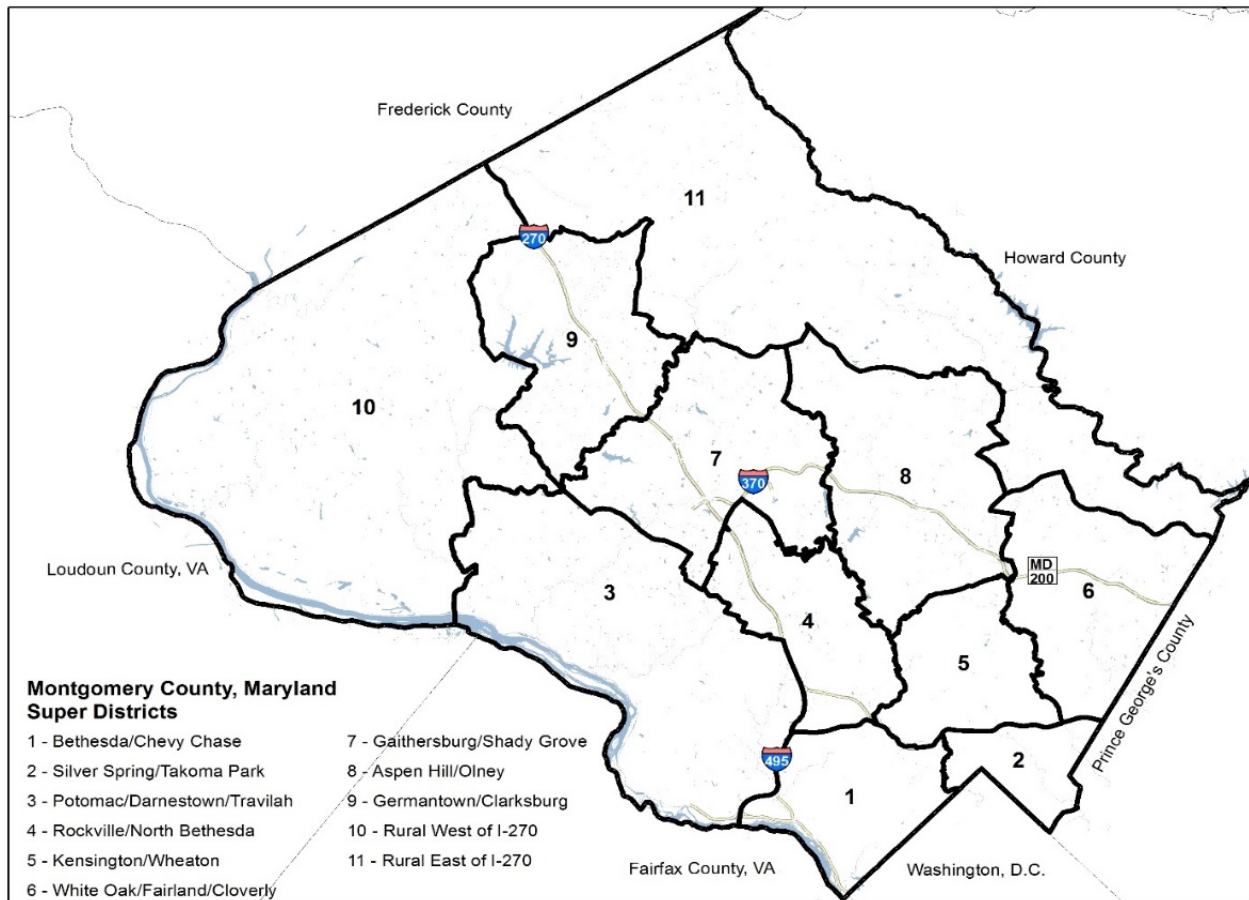 Frederick County
11
270
Howard County
9
10
7
370
8
Loudoun County, VA
MD
200
3
6
4
5
Prince George's County
Montgomery County, Maryland
Super Districts
1 - Bethesda/Chevy Chase
2 - Silver Spring/Takoma Park
3 - Potomac/Darnestown/Travilah
4 - Rockville/North Bethesda
5 - Kensington/Wheaton
6 - White Oak/Fairland/Cloverly
7 - Gaithersburg/Shady Grove
8 - Aspen Hill/Olney
9 - Germantown/Clarksburg
10 - Rural West of I-270
11 - Rural East of I-270
495
2
1
Fairfax County, VA
Washington, D.C.